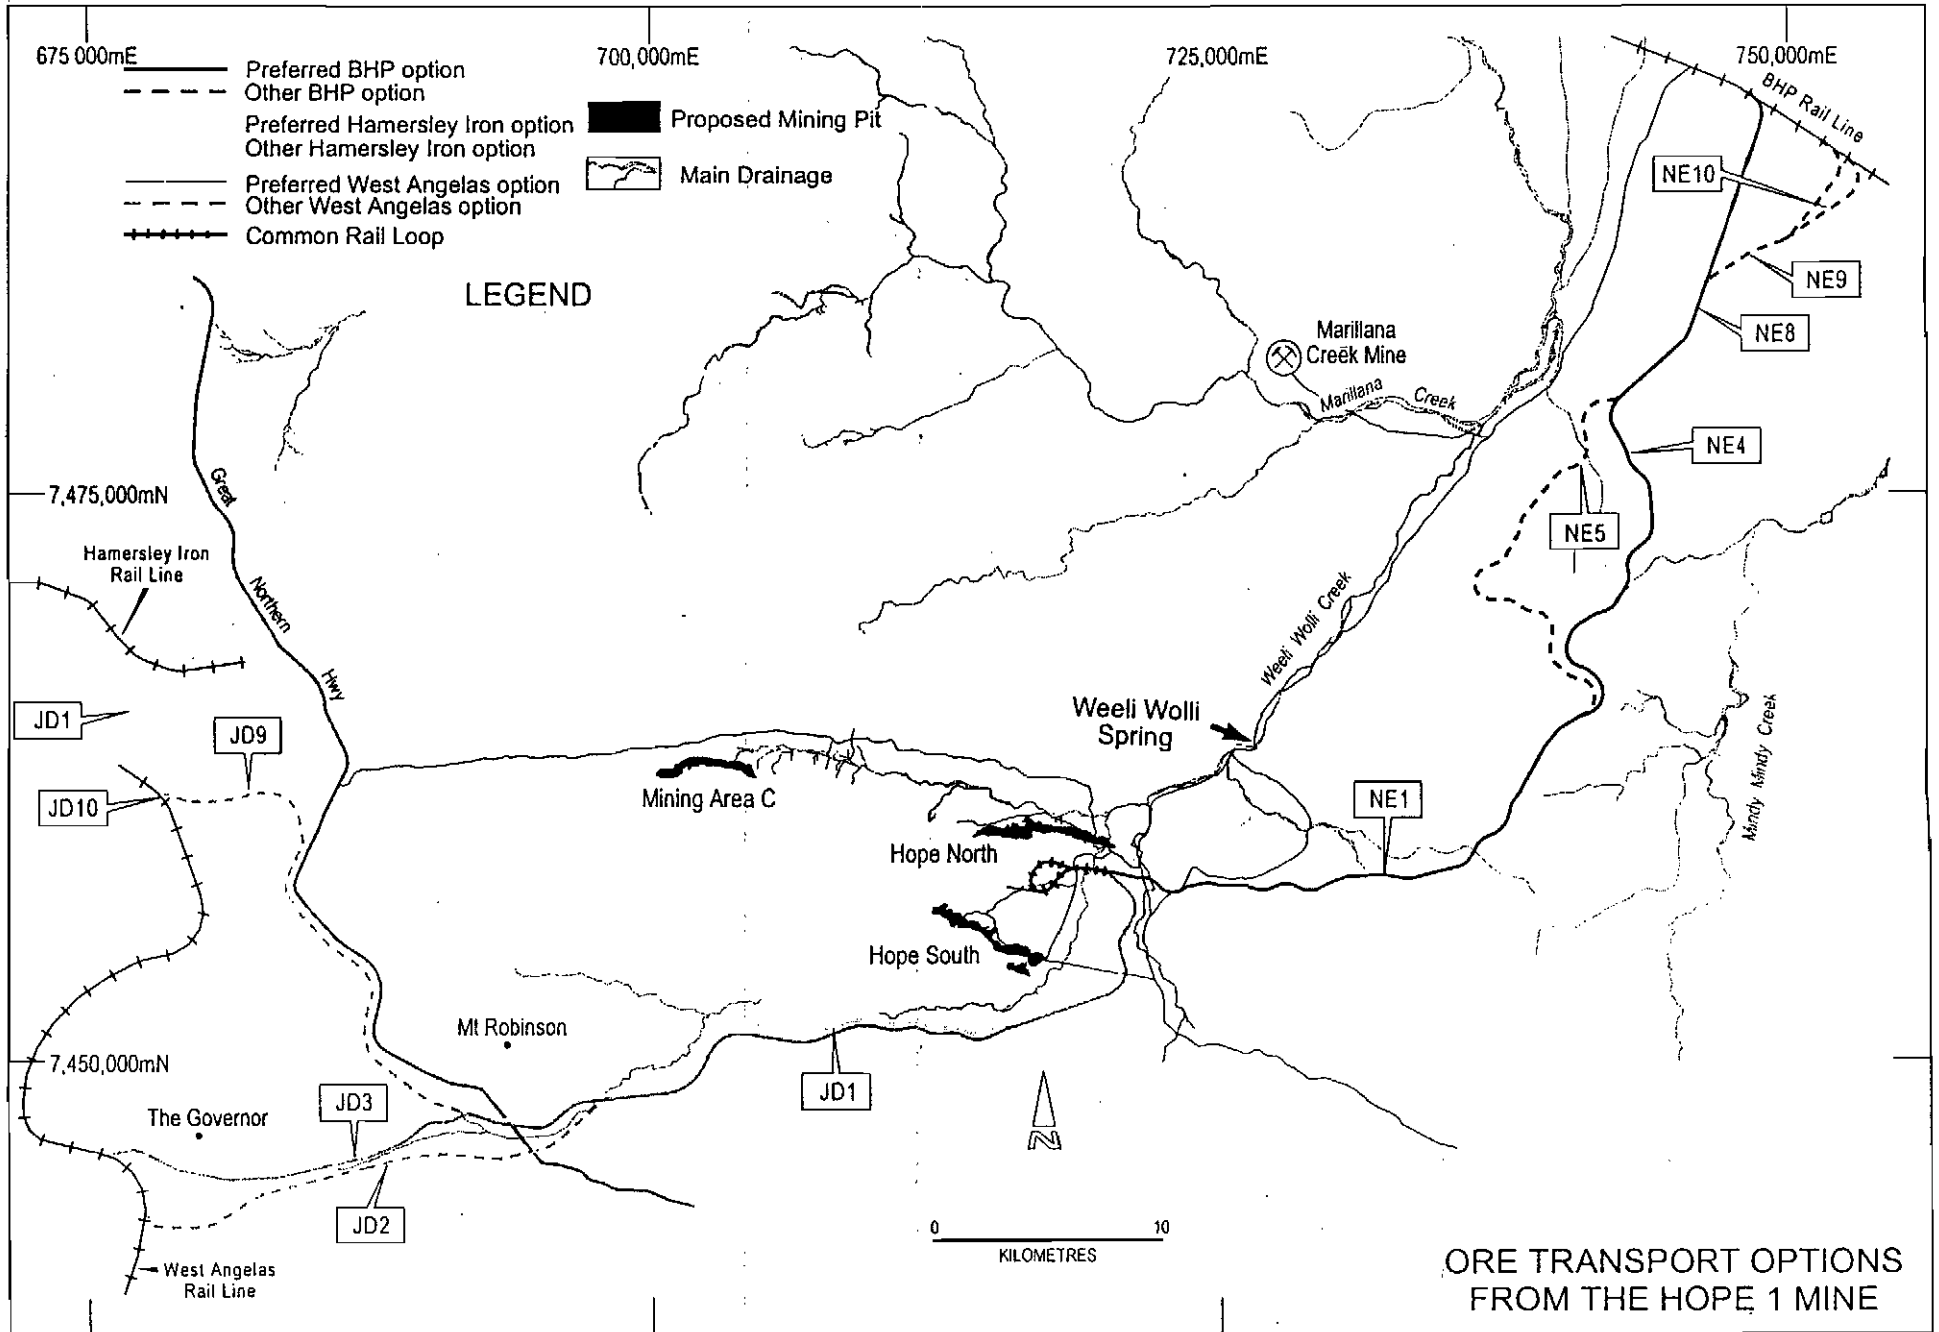 675 000mE
700,000mE
725,000mE
750,000mE
Preferred BHP option
Other BHP option
Preferred Hamersley Iron option
Other Hamersley Iron option
Preferred West Angelas option
Other West Angelas option
Common Rail Loop
Proposed Mining Pit
Main Drainage
LEGEND
BHP Rail Line
NE10
NE9
NE8
Marillana
Creek Mine
Marillana Creek
NE4
NE5
Great Northern Hwy
7,475,000mN
Hamersley Iron
Rail Line
Weeli Wolli Creek
Weeli Wolli
Spring
Mindy Mindy Creek
JD1
JD9
JD10
Mining Area C
NE1
Hope North
Hope South
Mt Robinson
7,450,000mN
JD1
JD3
The Governor
JD2
N
0 10
KILOMETRES
West Angelas
Rail Line
ORE TRANSPORT OPTIONS
FROM THE HOPE 1 MINE